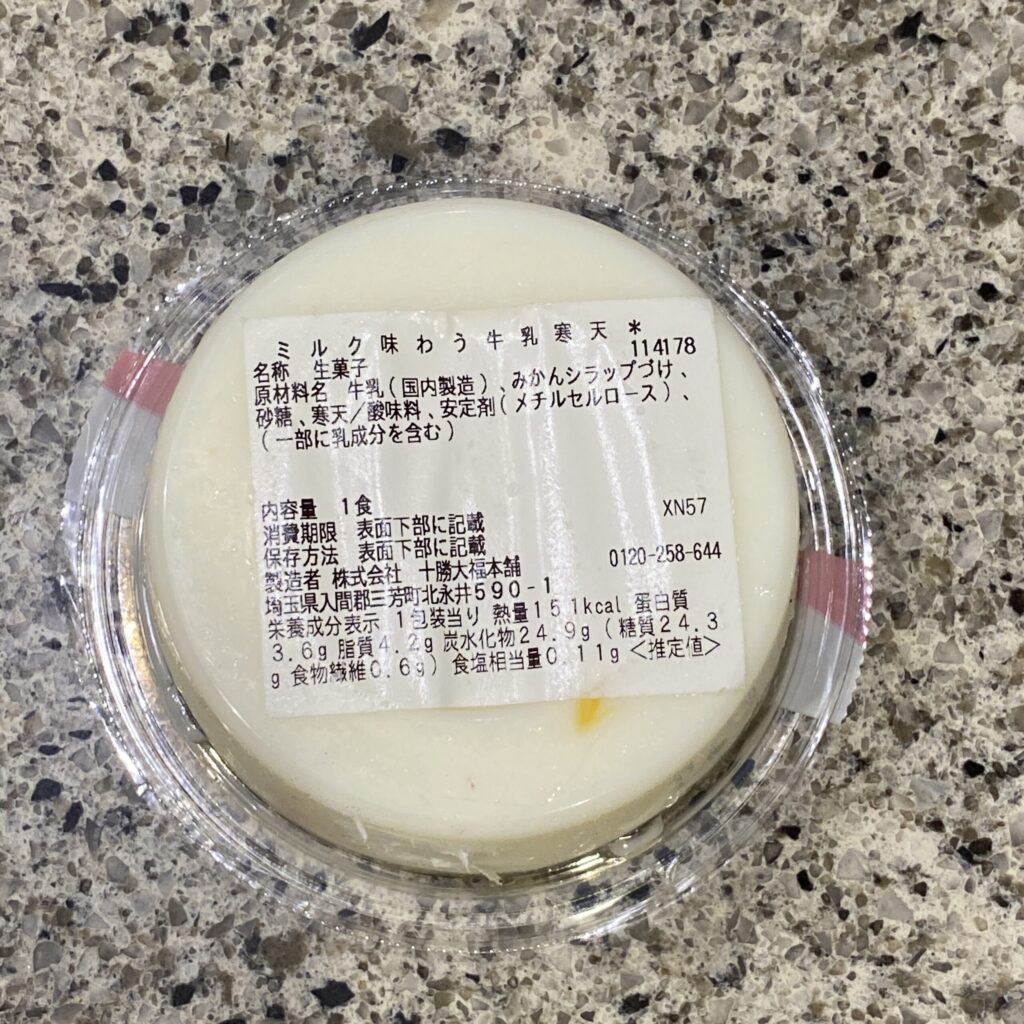 ミルク味わう牛乳寒天*
114178
名称 生菓子
原材料名 牛乳(国内製造)、みかんシラップづけ、
砂糖、寒天/酸味料、安定剤(メチルセルロース)、
(一部に乳成分を含む)
内容量 1食 XN57
消費期限 表面下部に記載
保存方法 表面下部に記載 0120-258-644
製造者 株式会社 十勝大福本舗
埼玉県入間郡三芳町北永井590-1
栄養成分表示 1包装当り 熱量151kcal 蛋白質
3.6g 脂質4.2g 炭水化物24.9g(糖質24.3
g 食物繊維0.6g) 食塩相当量0.11g <推定値>